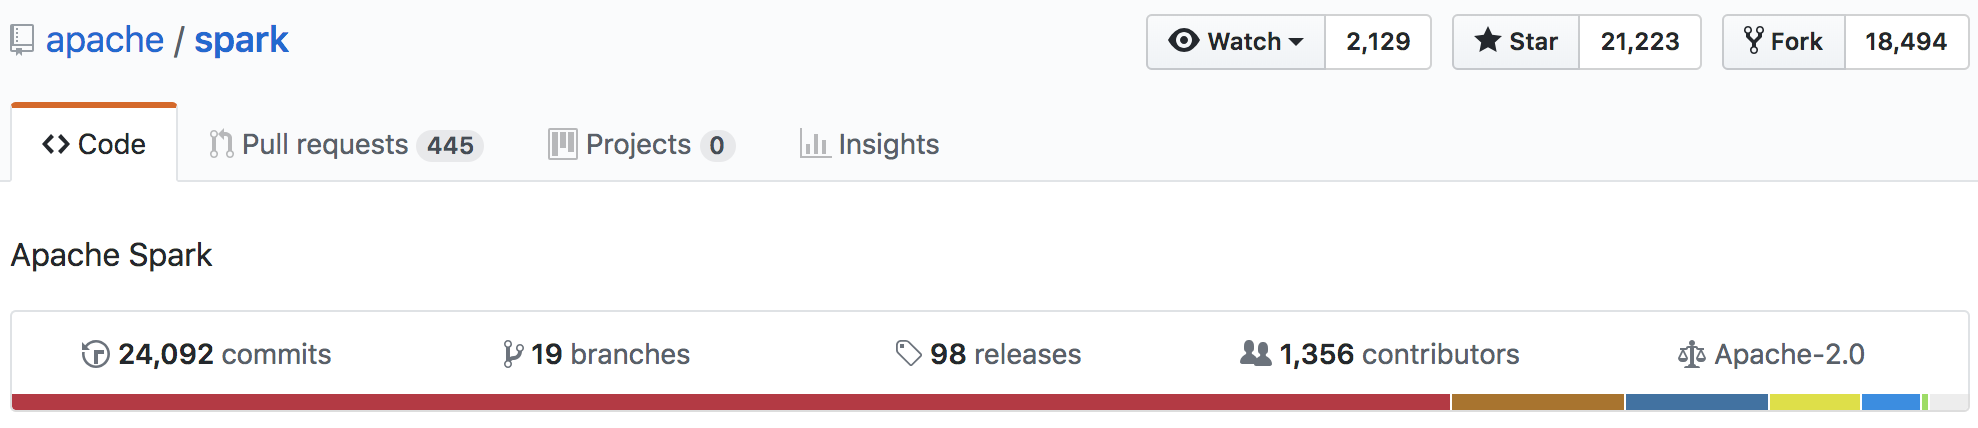 apache / spark Watch 2,129 Star 21,223 Fork 18,494
Code Pull requests 445 Projects 0 Insights
Apache Spark
24,092 commits 19 branches 98 releases 1,356 contributors Apache-2.0